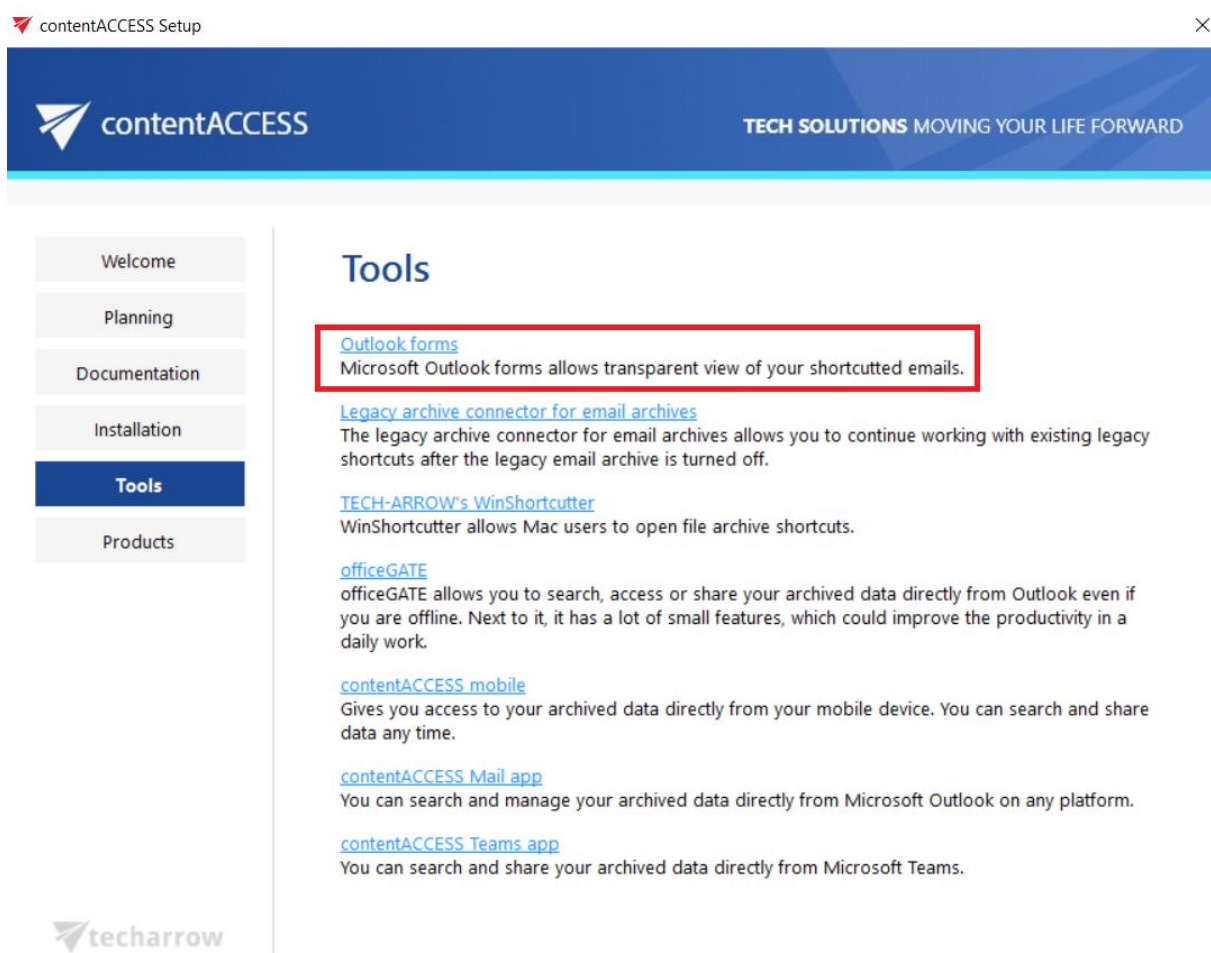 contentACCESS Setup
contentACCESS
TECH SOLUTIONS MOVING YOUR LIFE FORWARD
Welcome
Planning
Documentation
Installation
Tools
Products
Tools
Outlook forms
Microsoft Outlook forms allows transparent view of your shortcutted emails.
Legacy archive connector for email archives
The legacy archive connector for email archives allows you to continue working with existing legacy
shortcuts after the legacy email archive is turned off.
TECH-ARROW's WinShortcutter
WinShortcutter allows Mac users to open file archive shortcuts.
officeGATE
officeGATE allows you to search, access or share your archived data directly from Outlook even if
you are offline. Next to it, it has a lot of small features, which could improve the productivity in a
daily work.
contentACCESS mobile
Gives you access to your archived data directly from your mobile device. You can search and share
data any time.
contentACCESS Mail app
You can search and manage your archived data directly from Microsoft Outlook on any platform.
contentACCESS Teams app
You can search and share your archived data directly from Microsoft Teams.
techarrow